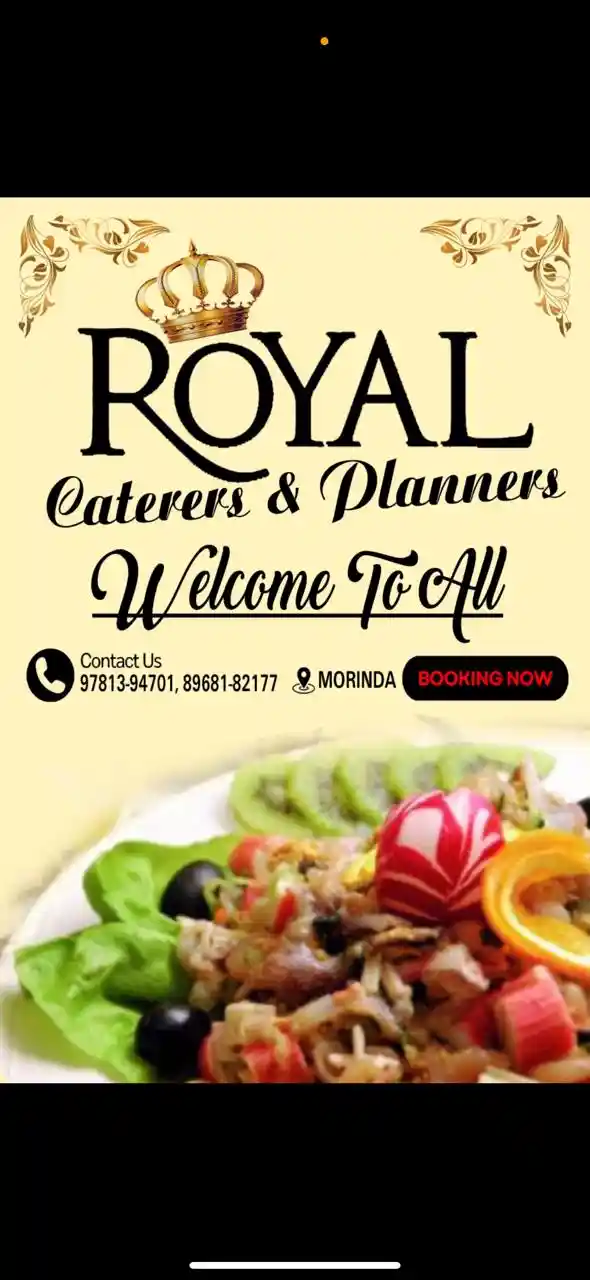 ROYAL
Caterers & Planners
Welcome To All
Contact Us
97813-94701, 89681-82177
MORINDA
BOOKING NOW